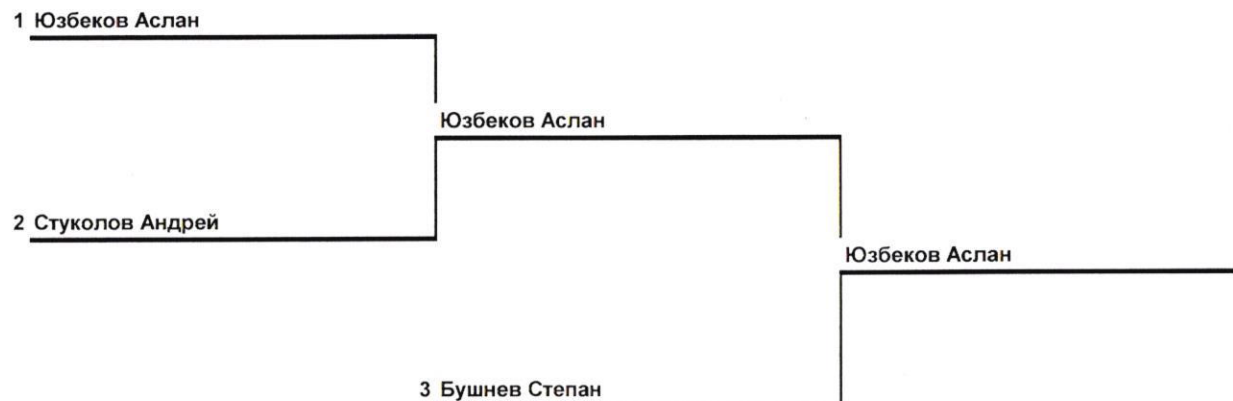 1 Юзбеков Аслан
Юзбеков Аслан
2 Стуколов Андрей
Юзбеков Аслан
3 Бушнев Степан